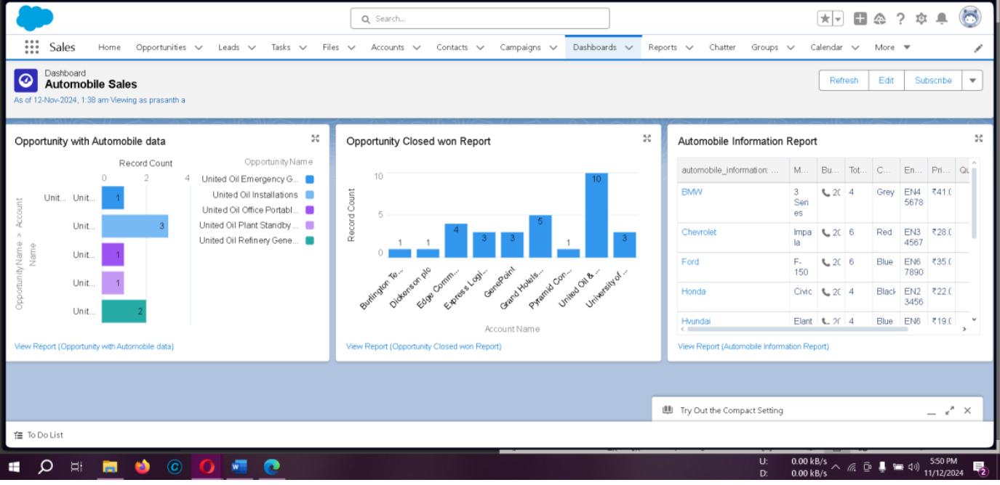 Search...
Sales Home Opportunities Leads Tasks Files Accounts Contacts Campaigns Dashboards Reports Chatter Groups Calendar More
Dashboard
Automobile Sales
As of 12-Nov-2024, 1:38 am·Viewing as prasanth a
Refresh Edit Subscribe
Opportunity with Automobile data
Record Count
0 2 4
Opportunity Name > Account Name
Unit... Unit... 1
Unit... 3
Unit... 1
Unit... 1
Unit... 2
Opportunity Name
United Oil Emergency G...
United Oil Installations
United Oil Office Portabl...
United Oil Plant Standby ...
United Oil Refinery Gene...
View Report (Opportunity with Automobile data)
Opportunity Closed won Report
Record Count
10
5
0
1 1 4 3 3 5 1 10 3
Burlington Te...
Dickenson plc
Edge Comm...
Express Logi...
GenePoint
Grand Hotels...
Pyramid Con...
United Oil & ...
University of ...
Account Name
View Report (Opportunity Closed won Report)
Automobile Information Report
automobile_information: ... M... Bu... Tot... C... En... Pri... Qu
BMW 3 Seri es 20 4 Grey EN4 5678 ₹41.0
Chevrolet Impa la 20 6 Red EN3 4567 ₹28.0
Ford F-150 20 6 Blue EN6 7890 ₹35.0
Honda Civic 20 4 Black EN2 3456 ₹22.0
Hyundai Elant 20 4 Blue EN6 ₹19.0
View Report (Automobile Information Report)
Try Out the Compact Setting
To Do List
U: 0.00 kB/s
D: 0.00 kB/s
5:50 PM
11/12/2024
2